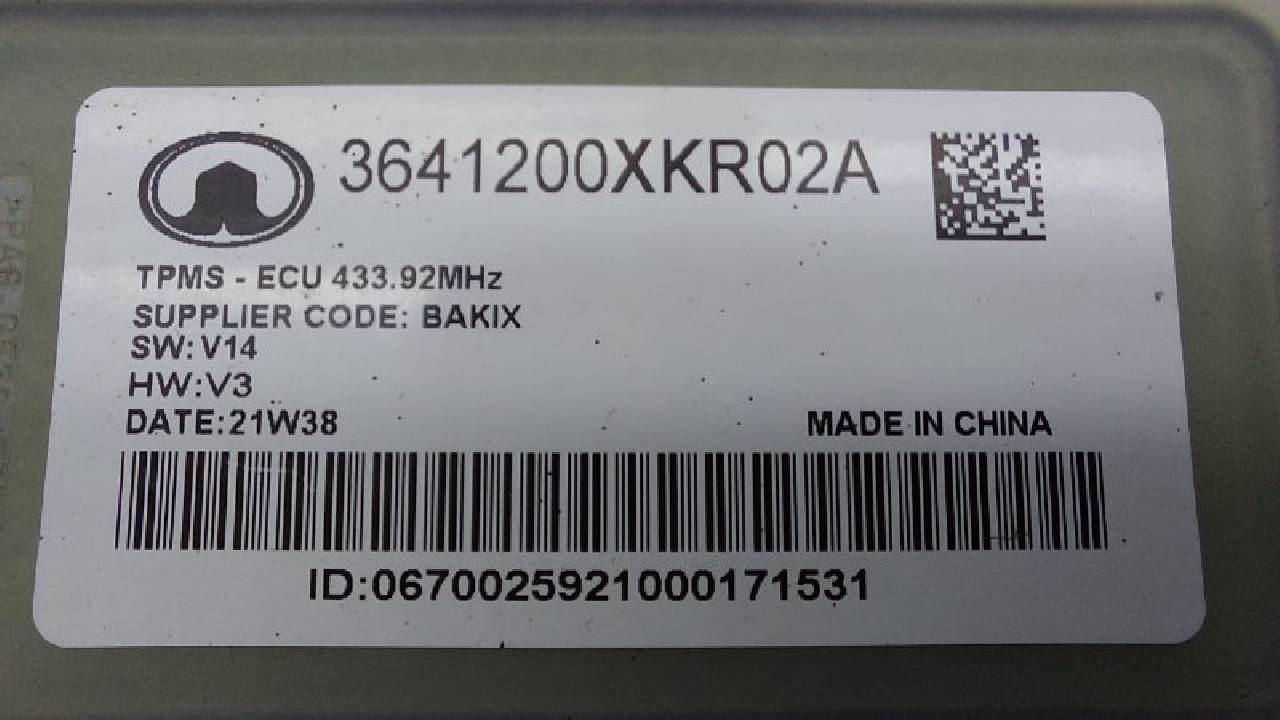 3641200XKR02A
TPMS - ECU 433.92MHz
SUPPLIER CODE: BAKIX
SW: V14
HW:V3
DATE:21W38
MADE IN CHINA
ID:0670025921000171531